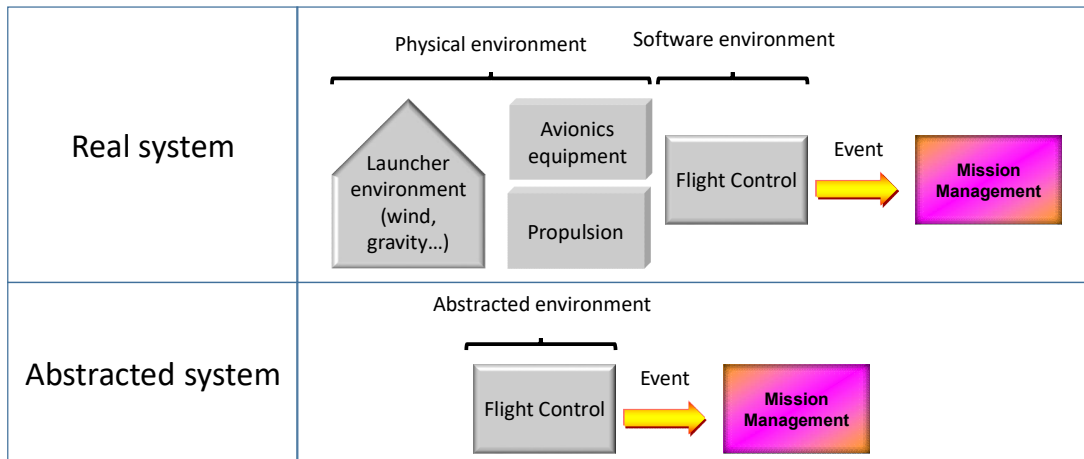 Physical environment
Software environment
Real system
Launcher
environment
(wind,
gravity…)
Avionics
equipment
Propulsion
Flight Control
Event
Mission
Management
Abstracted environment
Abstracted system
Flight Control
Event
Mission
Management